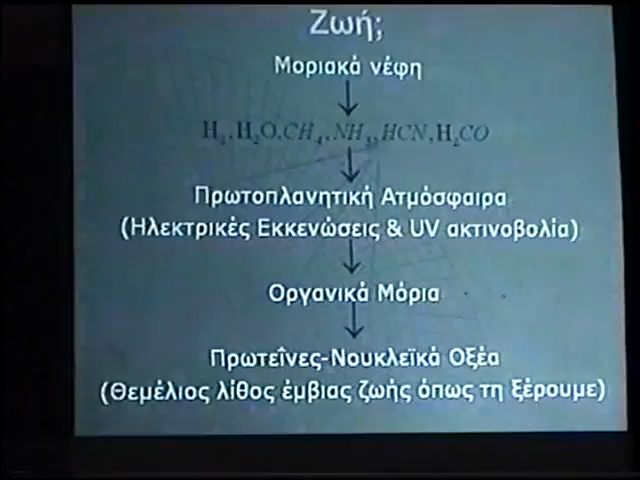 Ζωή;
Μοριακά νέφη
H₂,H₂O,CH₄,NH₃,HCN,H₂CO
Πρωτοπλανητική Ατμόσφαιρα
(Ηλεκτρικές Εκκενώσεις & UV ακτινοβολία)
Οργανικά Μόρια
Πρωτεΐνες-Νουκλεϊκά Οξέα
(Θεμέλιος λίθος έμβιας ζωής όπως τη ξέρουμε)